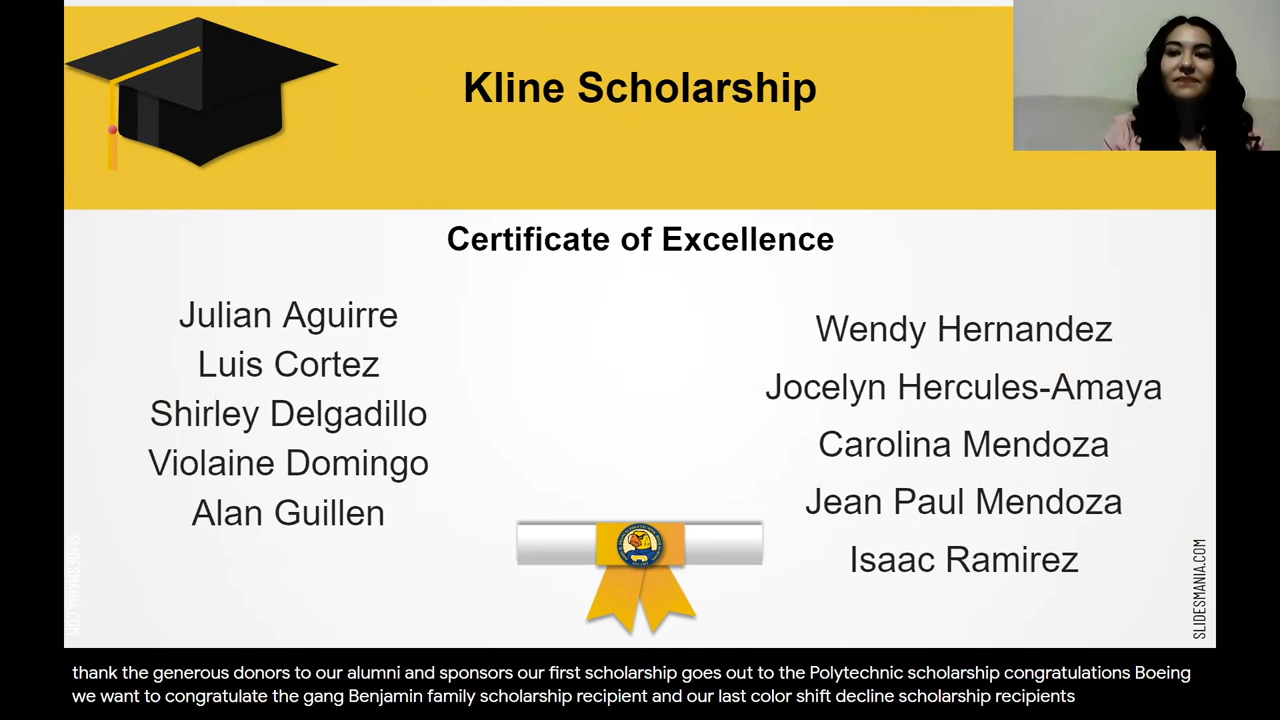 Kline Scholarship
Certificate of Excellence
Julian Aguirre
Luis Cortez
Shirley Delgadillo
Violaine Domingo
Alan Guillen
Wendy Hernandez
Jocelyn Hercules-Amaya
Carolina Mendoza
Jean Paul Mendoza
Isaac Ramirez
SLIDESMANIA.COM
SLIDESMANIA.COM
thank the generous donors to our alumni and sponsors our first scholarship goes out to the Polytechnic scholarship congratulations Boeing
we want to congratulate the gang Benjamin family scholarship recipient and our last color shift decline scholarship recipients